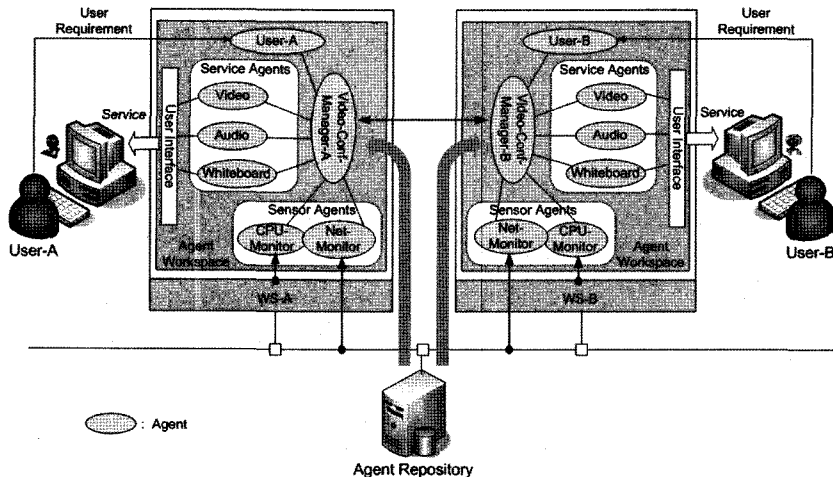 User
Requirement
User-A
Service Agents
Video
Audio
Whiteboard
Video-Conf-
Manager-A
User Interface
Service
User-A
Sensor Agents
CPU-
Monitor
Net-
Monitor
Agent
Workspace
WS-A
User
Requirement
User-B
Service Agents
Video
Audio
Whiteboard
Video-Conf-
Manager-B
User Interface
Service
User-B
Sensor Agents
Net-
Monitor
CPU-
Monitor
Agent
Workspace
WS-B
: Agent
Agent Repository